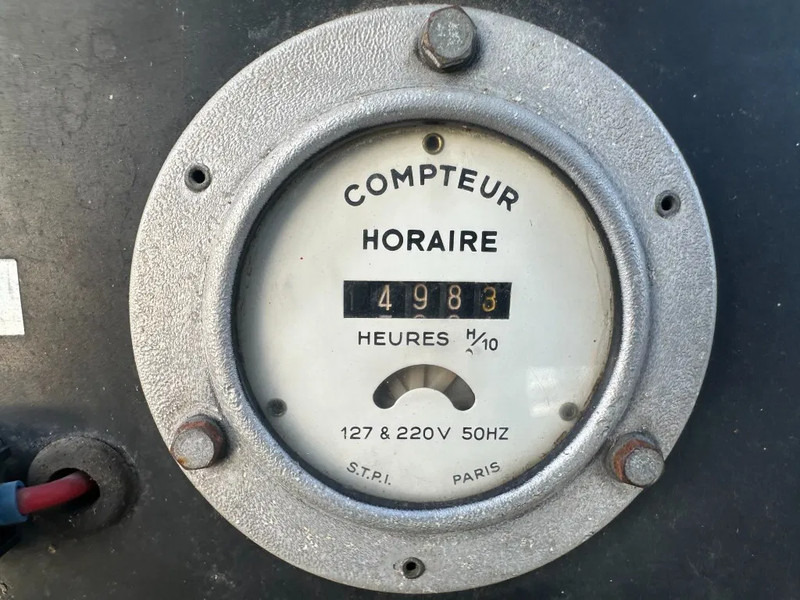 COMPTEUR
HORAIRE
4983
HEURES H/10
127 & 220V 50HZ
S.T.P.I. PARIS